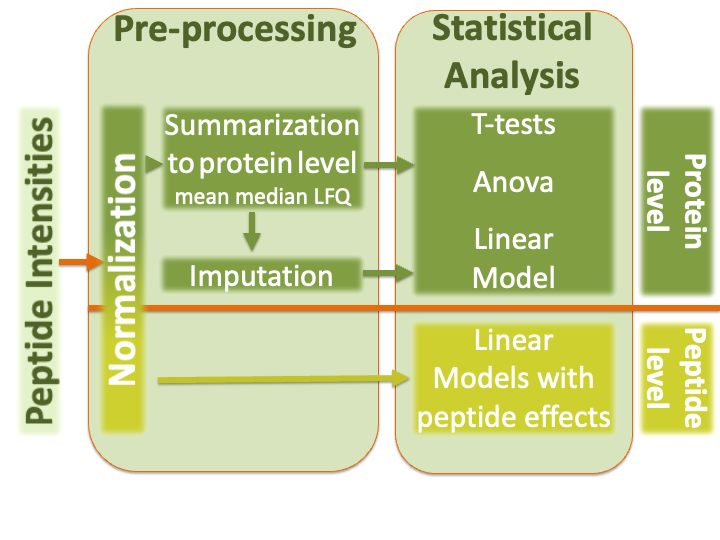 Pre-processing
Statistical
Analysis
Peptide Intensities
Normalization
Summarization
to protein level
mean median LFQ
Imputation
T-tests
Anova
Linear
Model
Protein
level
Linear
Models with
peptide effects
Peptide
level